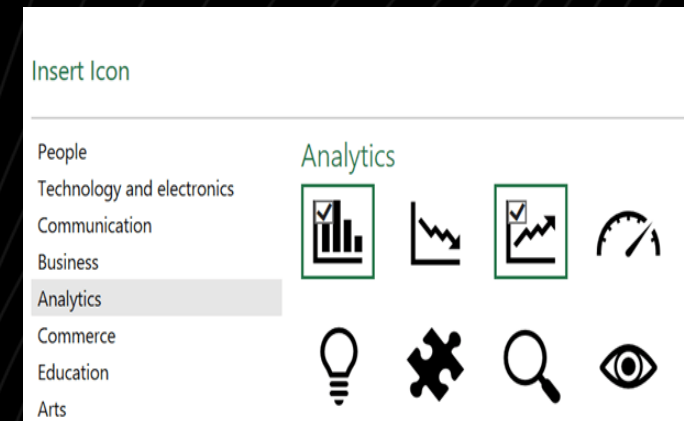 Insert Icon
People
Technology and electronics
Communication
Business
Analytics
Commerce
Education
Arts
Analytics